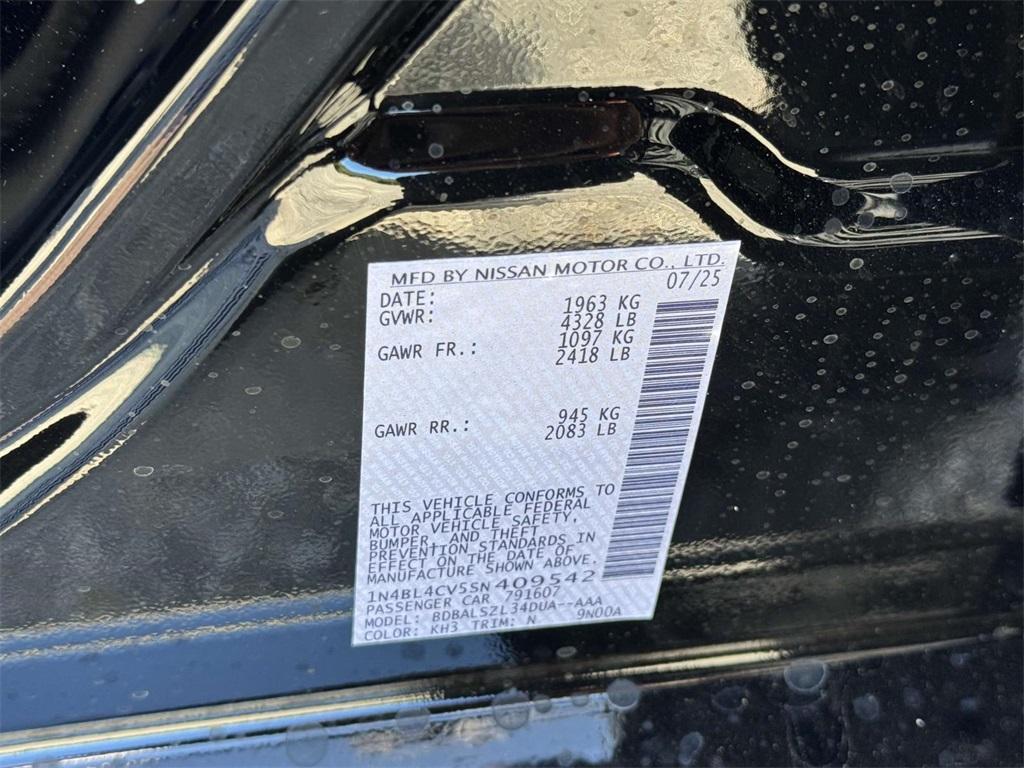 MFD BY NISSAN MOTOR CO., LTD.
DATE: 07/25
GVWR: 1963 KG
4328 LB
GAWR FR.: 1097 KG
2418 LB
GAWR RR.: 945 KG
2083 LB
THIS VEHICLE CONFORMS TO
ALL APPLICABLE FEDERAL
MOTOR VEHICLE SAFETY,
BUMPER, AND THEFT
PREVENTION STANDARDS IN
EFFECT ON THE DATE OF
MANUFACTURE SHOWN ABOVE.
1N4BL4CV5SN409542
PASSENGER CAR 791607
MODEL: BDBALSZL34DUA--AAA
COLOR: KH3 TRIM: N 9N00A